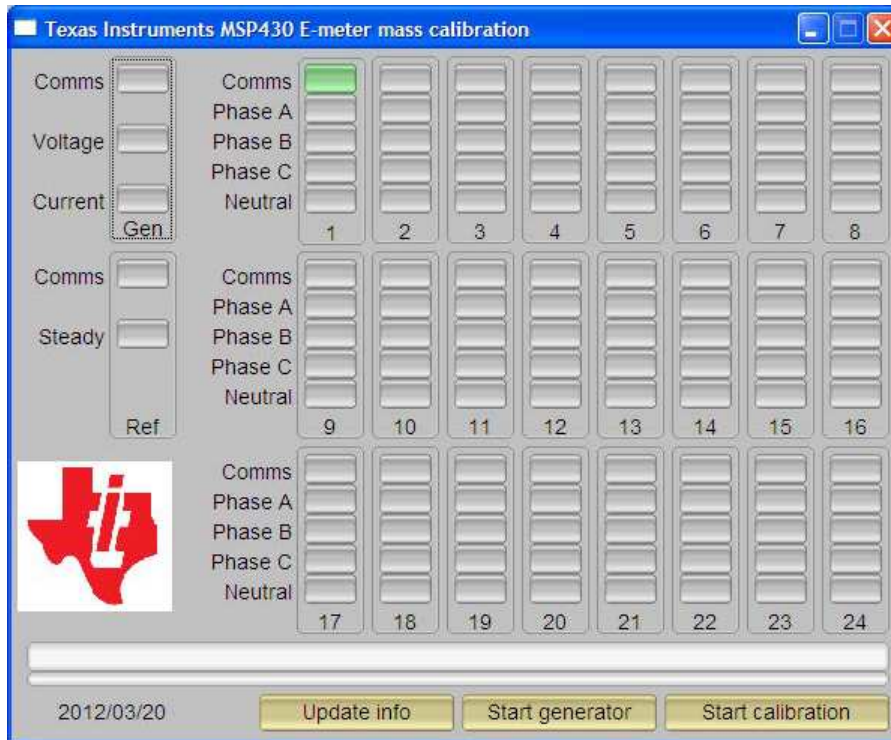 Texas Instruments MSP430 E-meter mass calibration
Comms
Voltage
Current
Gen
Comms
Phase A
Phase B
Phase C
Neutral
1 2 3 4 5 6 7 8
Comms
Steady
Ref
Comms
Phase A
Phase B
Phase C
Neutral
9 10 11 12 13 14 15 16
Comms
Phase A
Phase B
Phase C
Neutral
17 18 19 20 21 22 23 24
2012/03/20
Update info
Start generator
Start calibration